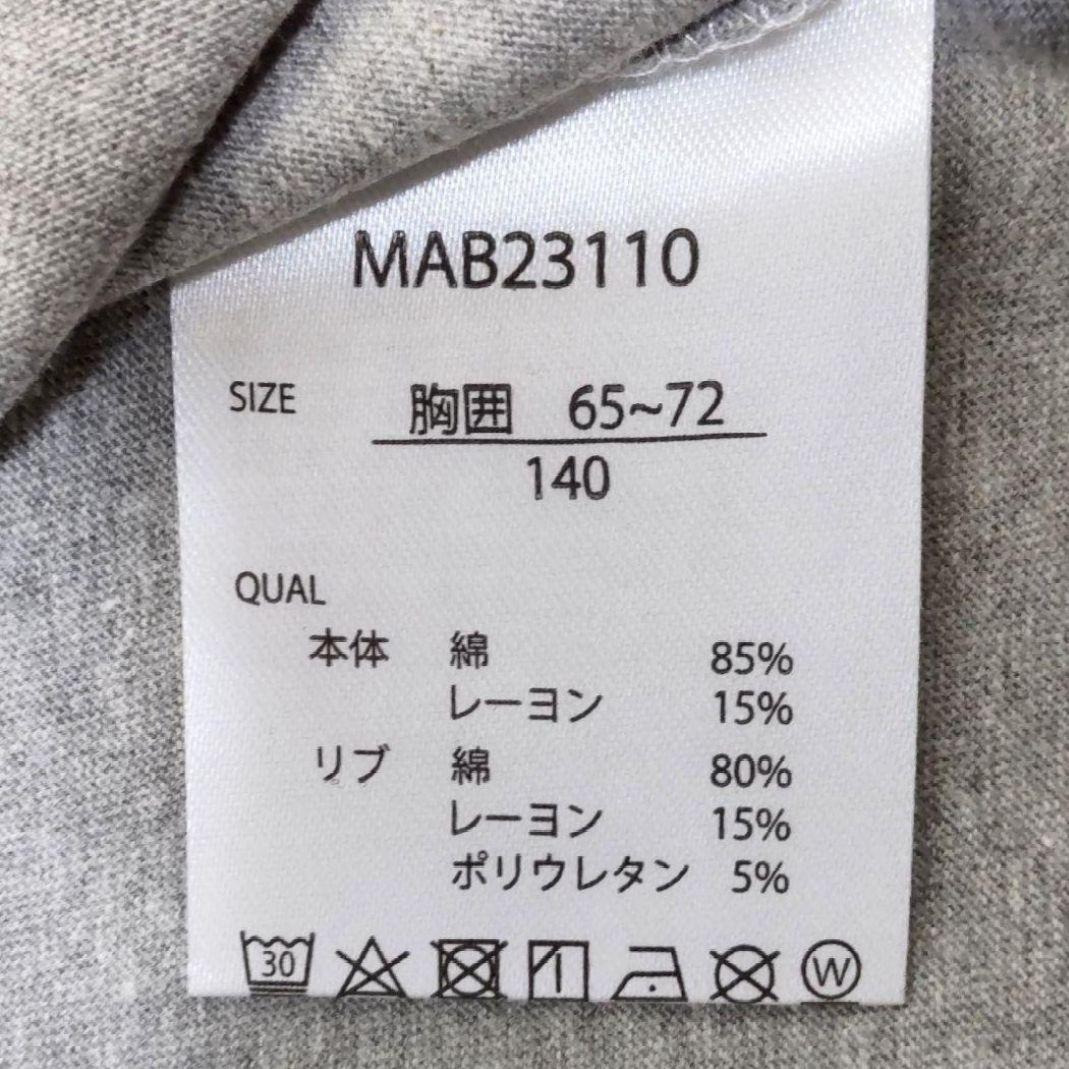 MAB23110
SIZE 胸囲 65~72
140
QUAL
本体 綿 85%
レーヨン 15%
リブ 綿 80%
レーヨン 15%
ポリウレタン 5%
30 W